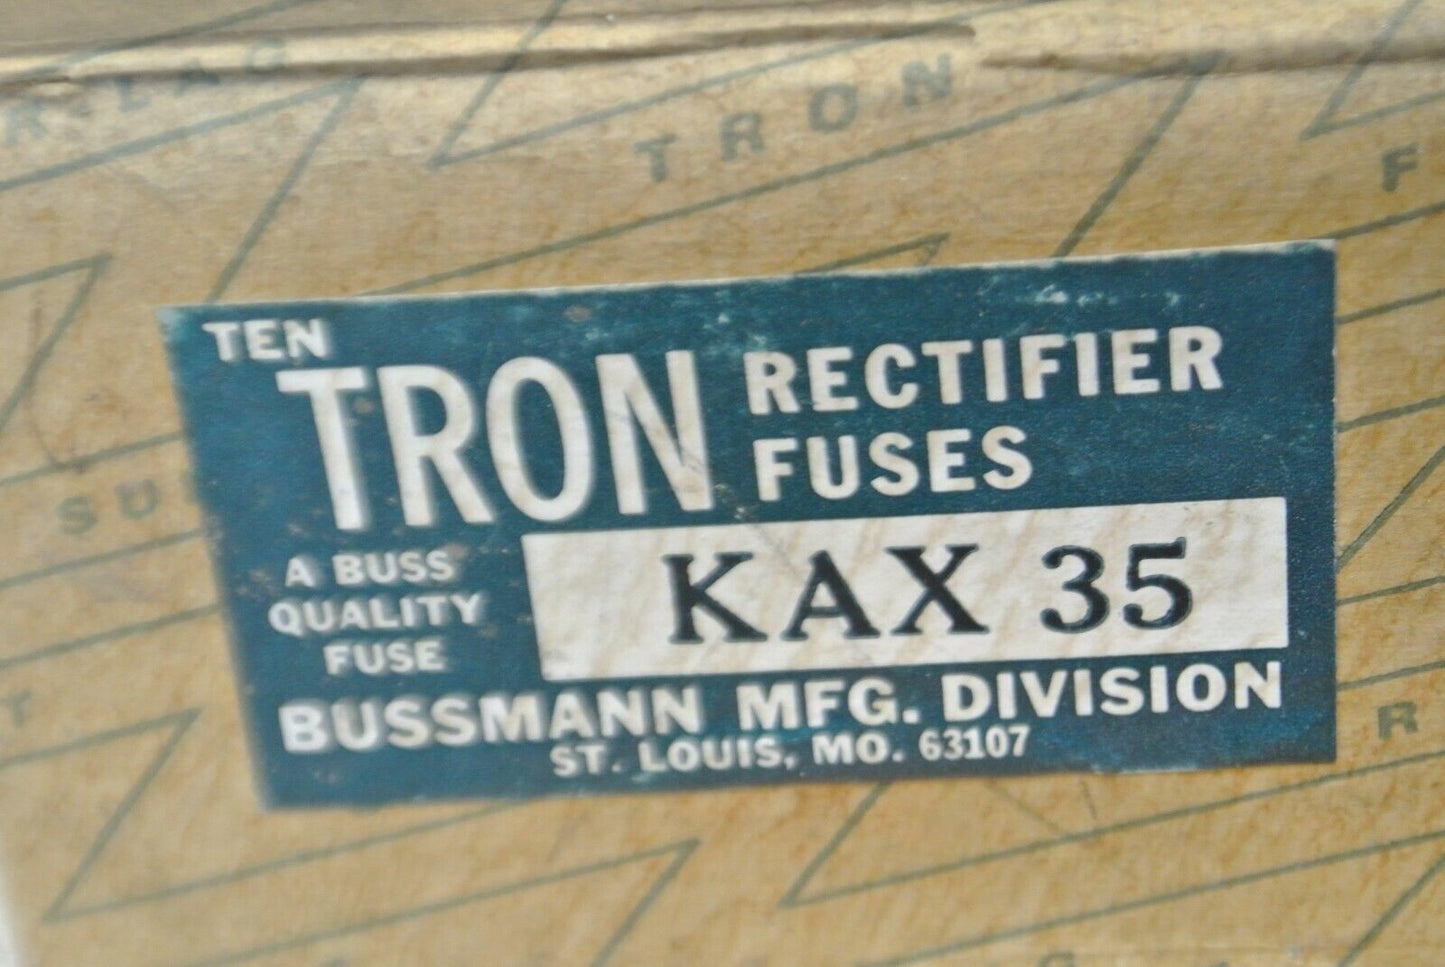 TRON
TEN
TRON RECTIFIER
FUSES
A BUSS
QUALITY
FUSE
KAX 35
BUSSMANN MFG. DIVISION
ST. LOUIS, MO. 63107